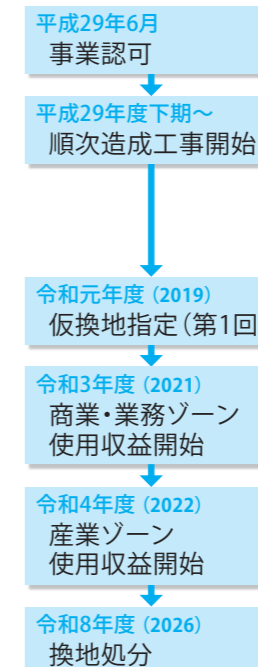 平成29年6月
事業認可
平成29年度下期～
順次造成工事開始
令和元年度（2019）
仮換地指定（第1回
令和3年度（2021）
商業・業務ゾーン
使用収益開始
令和4年度（2022）
産業ゾーン
使用収益開始
令和8年度（2026）
換地処分